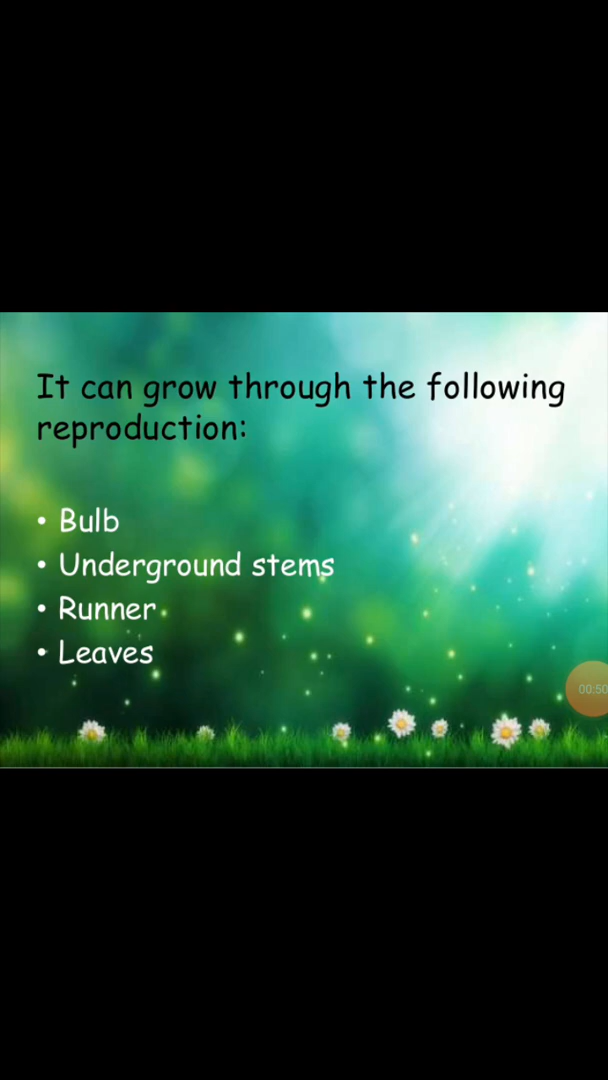 It can grow through the following
reproduction:
• Bulb
• Underground stems
• Runner
• Leaves
00:50